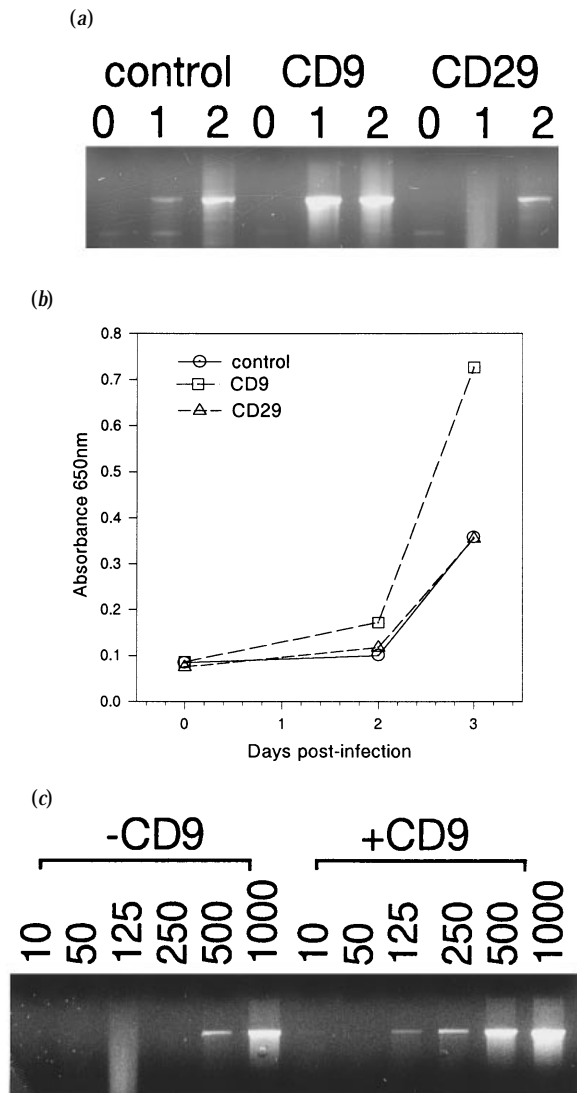 (a)
control CD9 CD29
0 1 2 0 1 2 0 1 2
(b)
0.8
0.7
0.6
0.5
0.4
0.3
0.2
0.1
0.0
Absorbance 650nm
control
CD9
CD29
0 1 2 3
Days post-infection
(c)
-CD9 +CD9
10 50 125 250 500 1000 10 50 125 250 500 1000